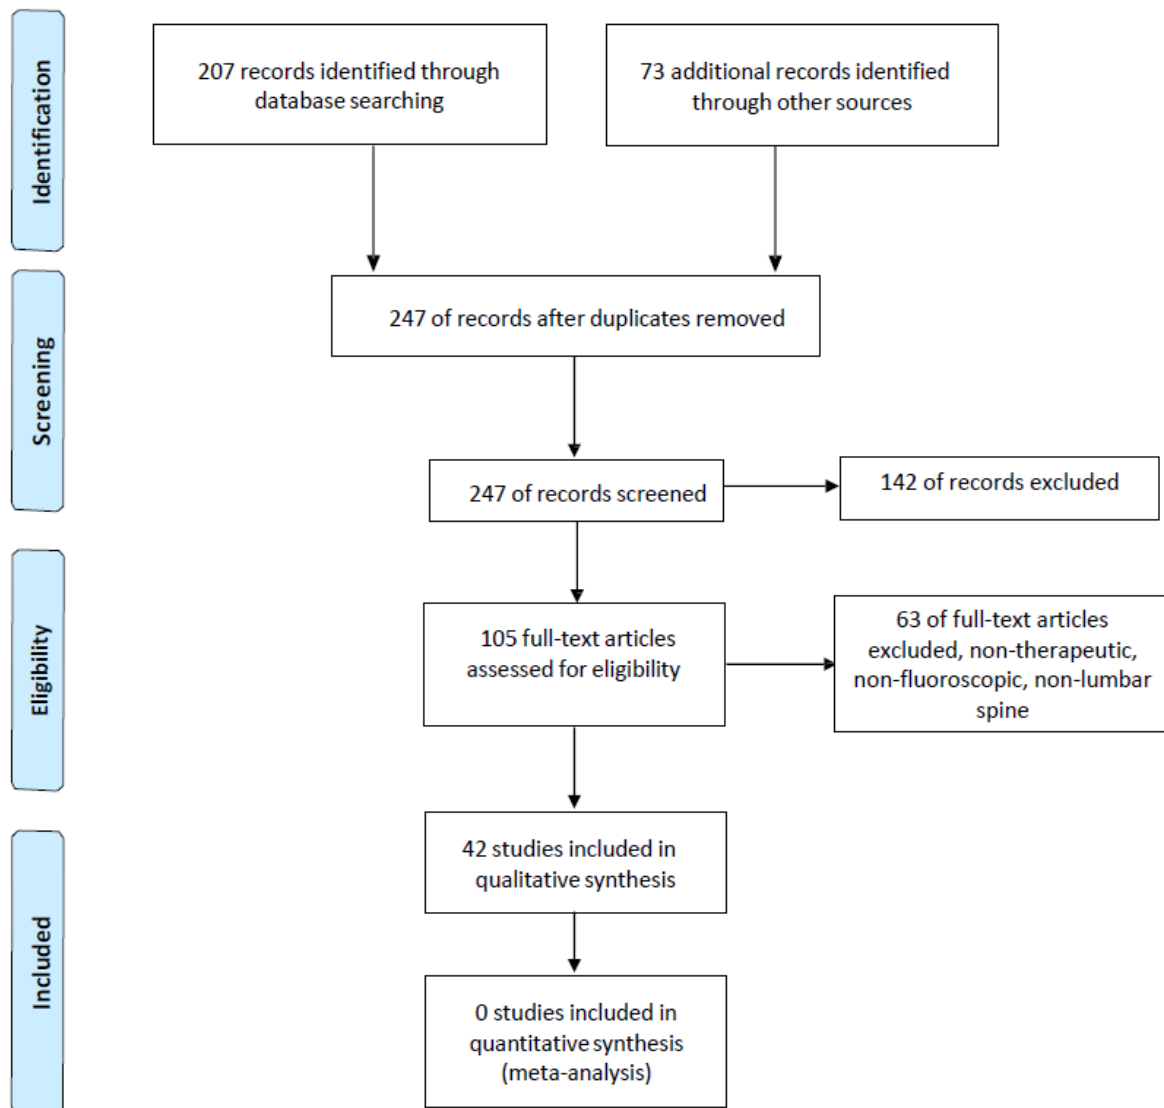 Identification
207 records identified through
database searching
73 additional records identified
through other sources
Screening
247 of records after duplicates removed
247 of records screened
142 of records excluded
Eligibility
105 full-text articles
assessed for eligibility
63 of full-text articles
excluded, non-therapeutic,
non-fluoroscopic, non-lumbar
spine
Included
42 studies included in
qualitative synthesis
0 studies included in
quantitative synthesis
(meta-analysis)